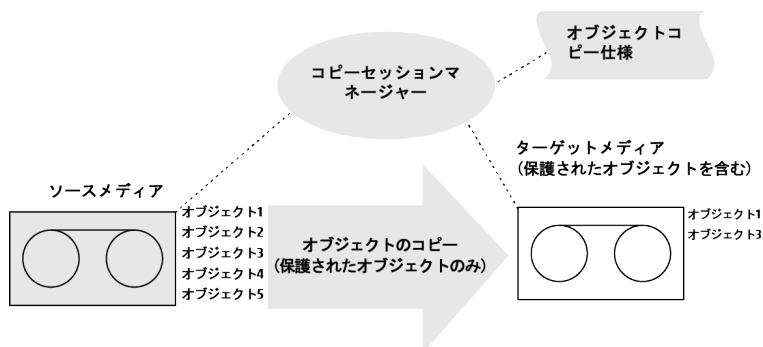 オブジェクトコ
ピー仕様
コピーセッションマ
ネージャー
ターゲットメディア
(保護されたオブジェクトを含む)
ソースメディア
オブジェクト1
オブジェクト2
オブジェクト3
オブジェクト4
オブジェクト5
オブジェクトのコピー
(保護されたオブジェクトのみ)
オブジェクト1
オブジェクト3